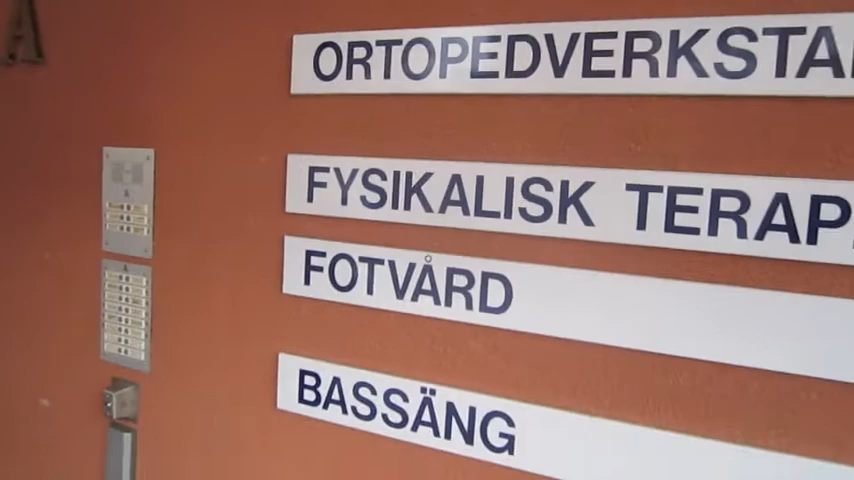 ORTOPEDVERKSTA
FYSIKALISK TERAP
FOTVÅRD
BASSÄNG